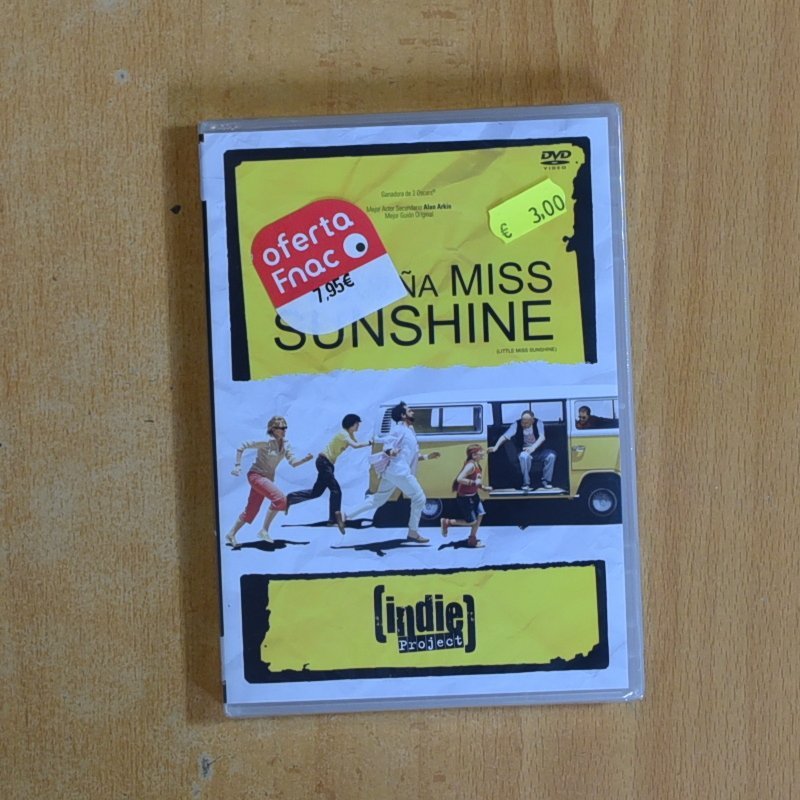 DVD
VIDEO
Ganadora de 2 Oscars®
Mejor Actor Secundario Alan Arkin
Mejor Guión Original
€ 3,00
oferta
Fnac
7,95€
ÑA MISS
SUNSHINE
(LITTLE MISS SUNSHINE)
(indie)
Project